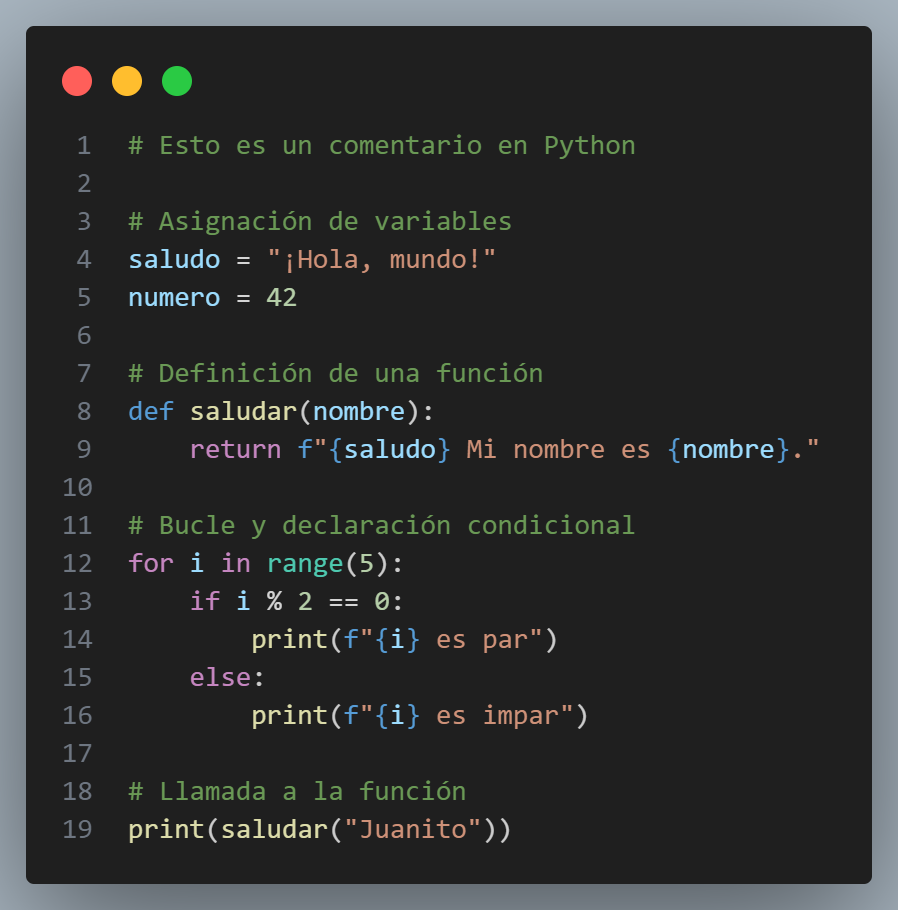 1 # Esto es un comentario en Python
2
3 # Asignación de variables
4 saludo = "¡Hola, mundo!"
5 numero = 42
6
7 # Definición de una función
8 def saludar(nombre):
9     return f"{saludo} Mi nombre es {nombre}."
10
11 # Bucle y declaración condicional
12 for i in range(5):
13     if i % 2 == 0:
14         print(f"{i} es par")
15     else:
16         print(f"{i} es impar")
17
18 # Llamada a la función
19 print(saludar("Juanito"))